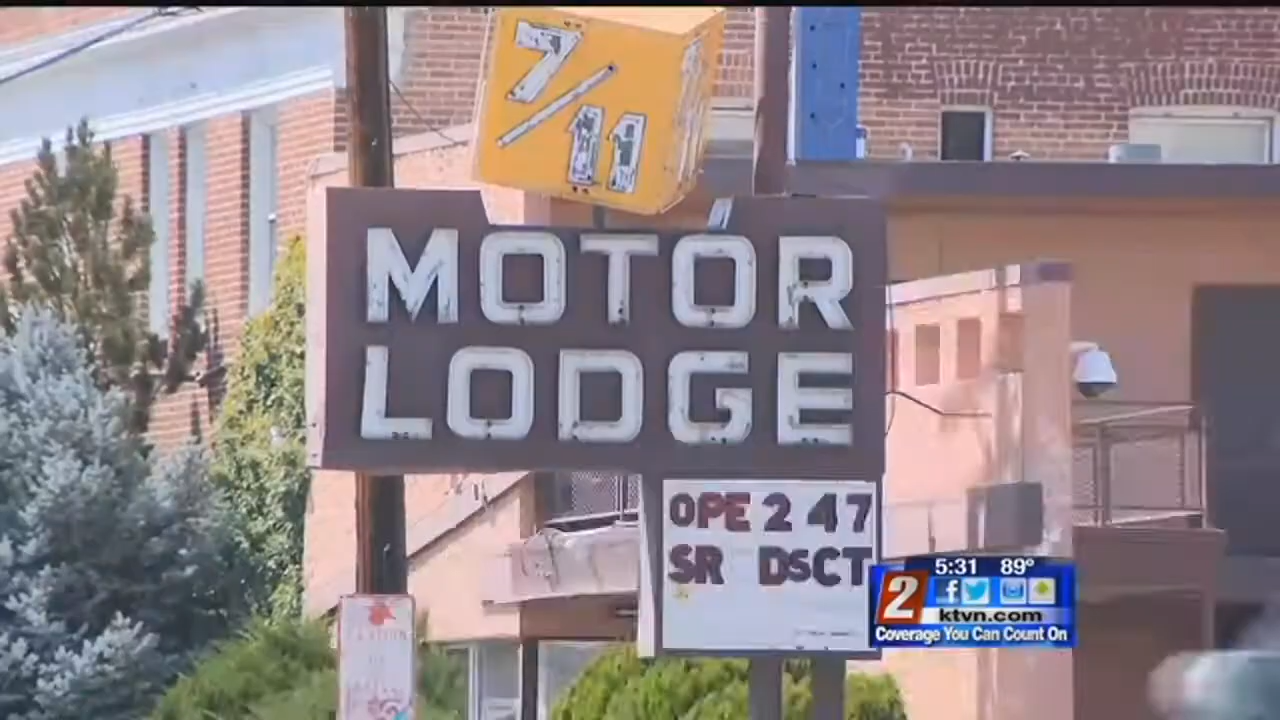 7/11
MOTOR
LODGE
OPE 2 47
SR DSCT
2
5:31 89°
ktvn.com
Coverage You Can Count On